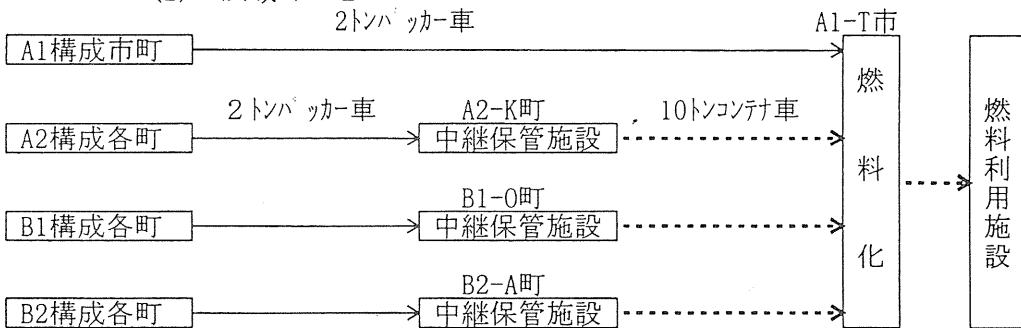 2トンパッカー車 A1-T市
A1構成市町
2トンパッカー車 A2-K町 10トンコンテナ車
A2構成各町 中継保管施設
B1-O町
B1構成各町 中継保管施設
B2-A町
B2構成各町 中継保管施設
燃料化
燃料利用施設